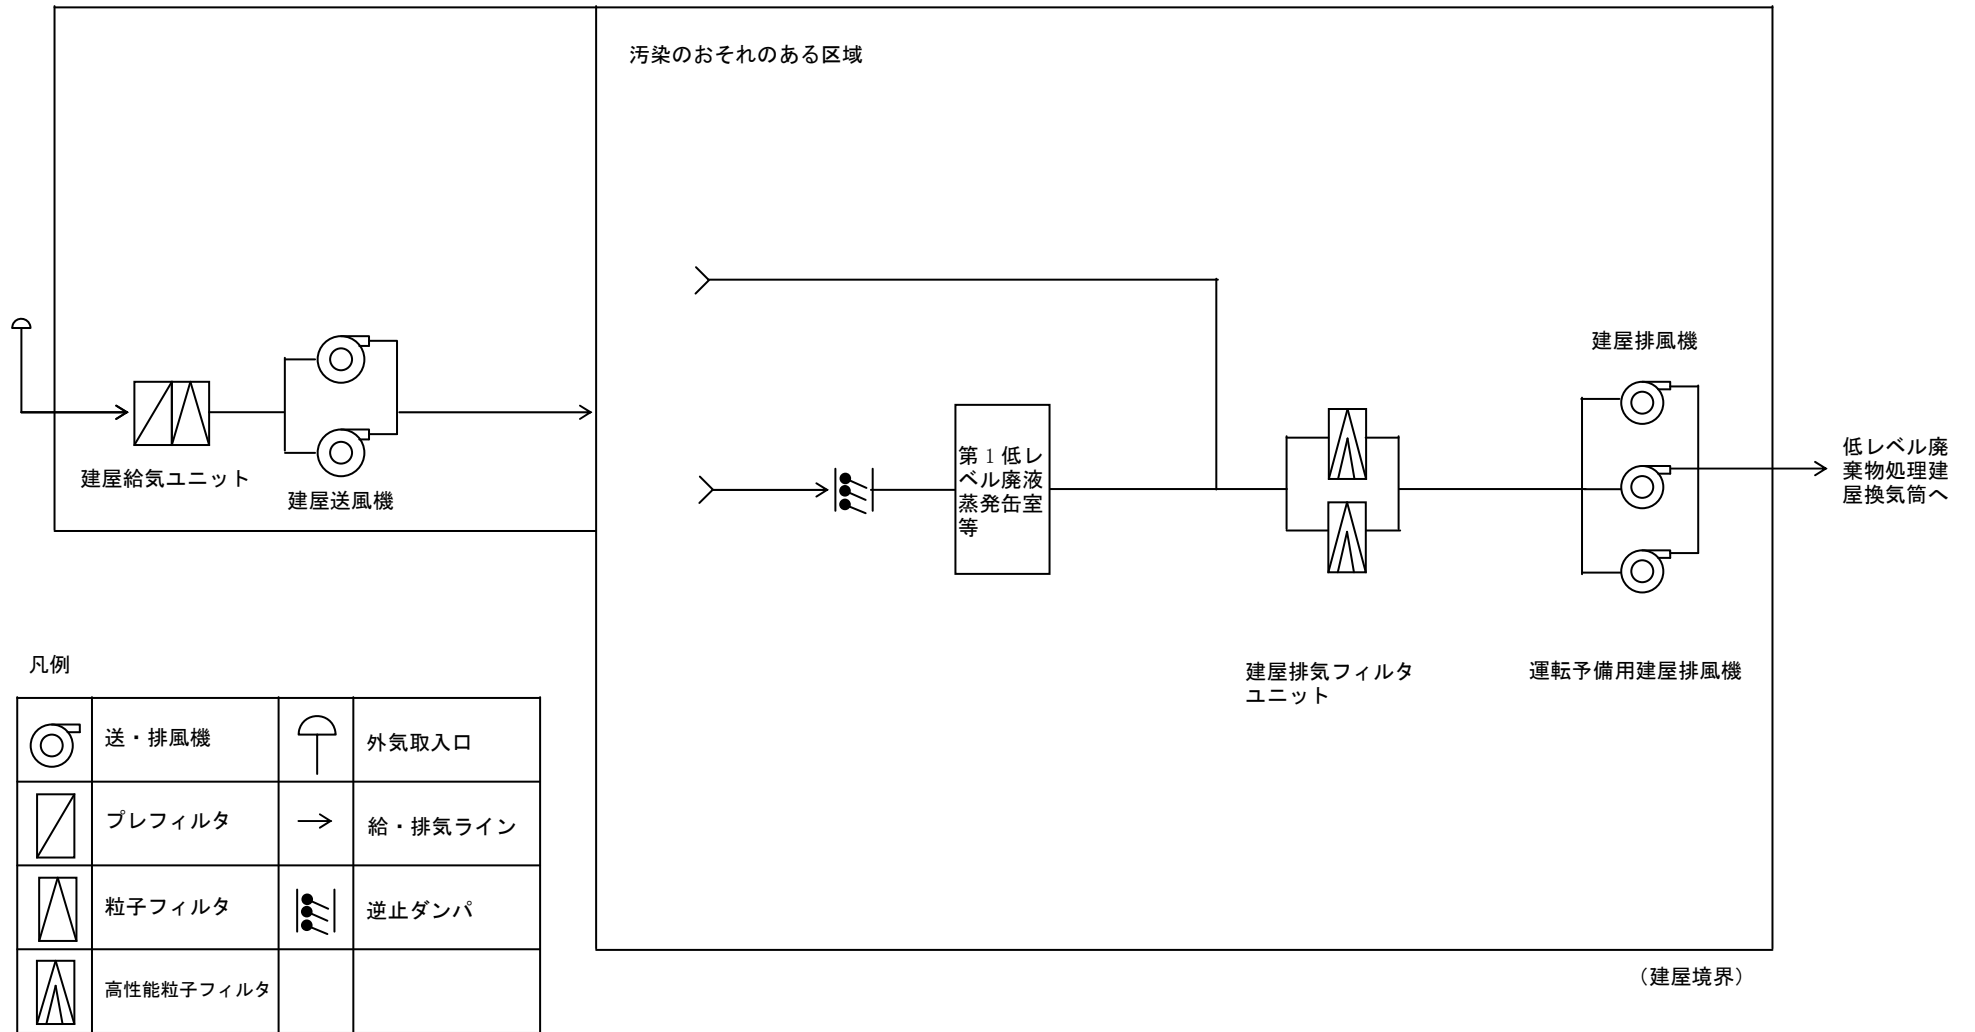 汚染のおそれのある区域
建屋給気ユニット
建屋送風機
第１低レ
ベル廃液
蒸発缶室
等
建屋排風機
低レベル廃
棄物処理建
屋換気筒へ
建屋排気フィルタ
ユニット
運転予備用建屋排風機
（建屋境界）
凡例
送・排風機
外気取入口
プレフィルタ
給・排気ライン
粒子フィルタ
逆止ダンパ
高性能粒子フィルタ